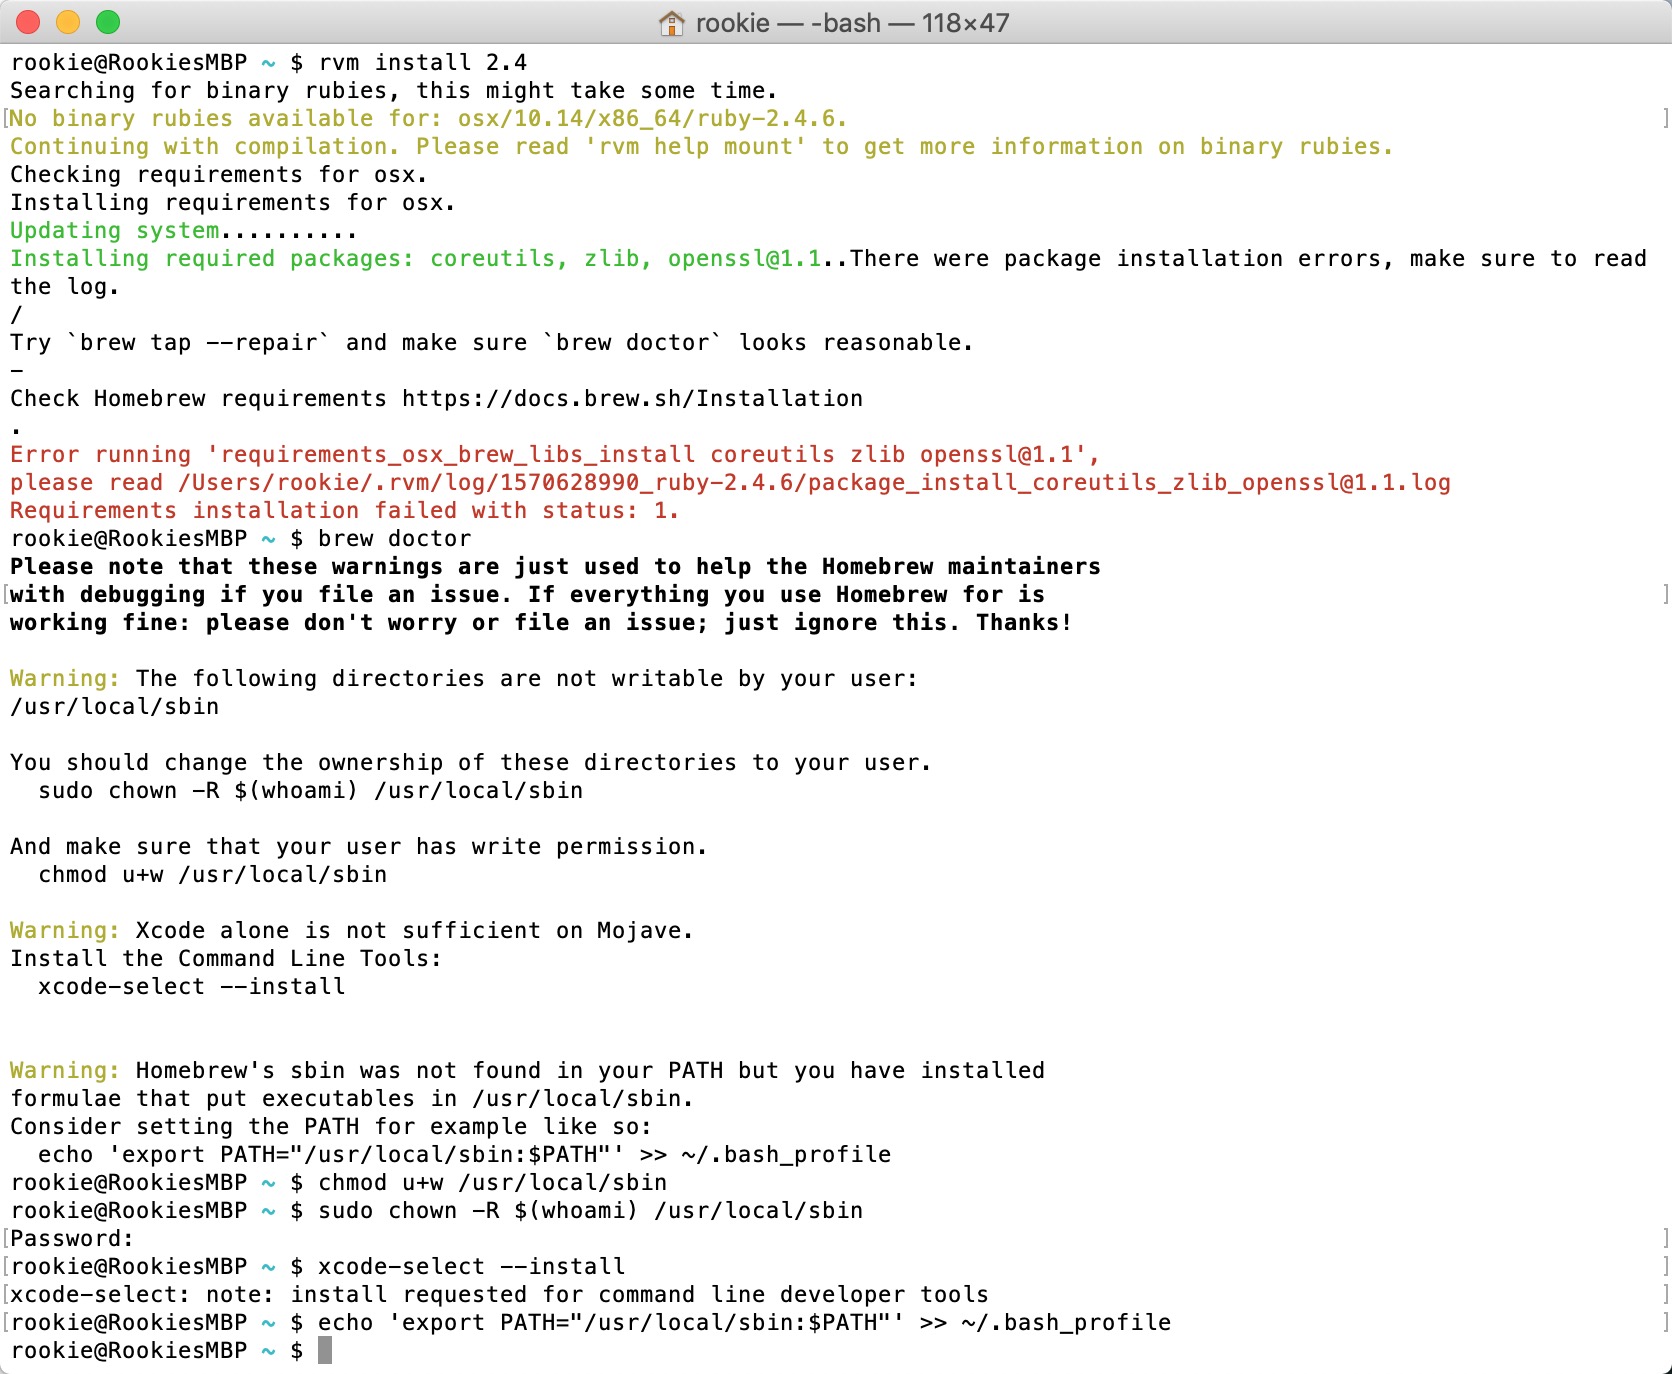 rookie — -bash — 118×47
rookie@RookiesMBP ~ $ rvm install 2.4
Searching for binary rubies, this might take some time.
No binary rubies available for: osx/10.14/x86_64/ruby-2.4.6.
Continuing with compilation. Please read 'rvm help mount' to get more information on binary rubies.
Checking requirements for osx.
Installing requirements for osx.
Updating system..........
Installing required packages: coreutils, zlib, openssl@1.1..There were package installation errors, make sure to read
the log.
/
Try `brew tap --repair` and make sure `brew doctor` looks reasonable.
-
Check Homebrew requirements https://docs.brew.sh/Installation
.
Error running 'requirements_osx_brew_libs_install coreutils zlib openssl@1.1',
please read /Users/rookie/.rvm/log/1570628990_ruby-2.4.6/package_install_coreutils_zlib_openssl@1.1.log
Requirements installation failed with status: 1.
rookie@RookiesMBP ~ $ brew doctor
Please note that these warnings are just used to help the Homebrew maintainers
with debugging if you file an issue. If everything you use Homebrew for is
working fine: please don't worry or file an issue; just ignore this. Thanks!
Warning: The following directories are not writable by your user:
/usr/local/sbin
You should change the ownership of these directories to your user.
  sudo chown -R $(whoami) /usr/local/sbin
And make sure that your user has write permission.
  chmod u+w /usr/local/sbin
Warning: Xcode alone is not sufficient on Mojave.
Install the Command Line Tools:
  xcode-select --install
Warning: Homebrew's sbin was not found in your PATH but you have installed
formulae that put executables in /usr/local/sbin.
Consider setting the PATH for example like so:
  echo 'export PATH="/usr/local/sbin:$PATH"' >> ~/.bash_profile
rookie@RookiesMBP ~ $ chmod u+w /usr/local/sbin
rookie@RookiesMBP ~ $ sudo chown -R $(whoami) /usr/local/sbin
Password:
rookie@RookiesMBP ~ $ xcode-select --install
xcode-select: note: install requested for command line developer tools
rookie@RookiesMBP ~ $ echo 'export PATH="/usr/local/sbin:$PATH"' >> ~/.bash_profile
rookie@RookiesMBP ~ $